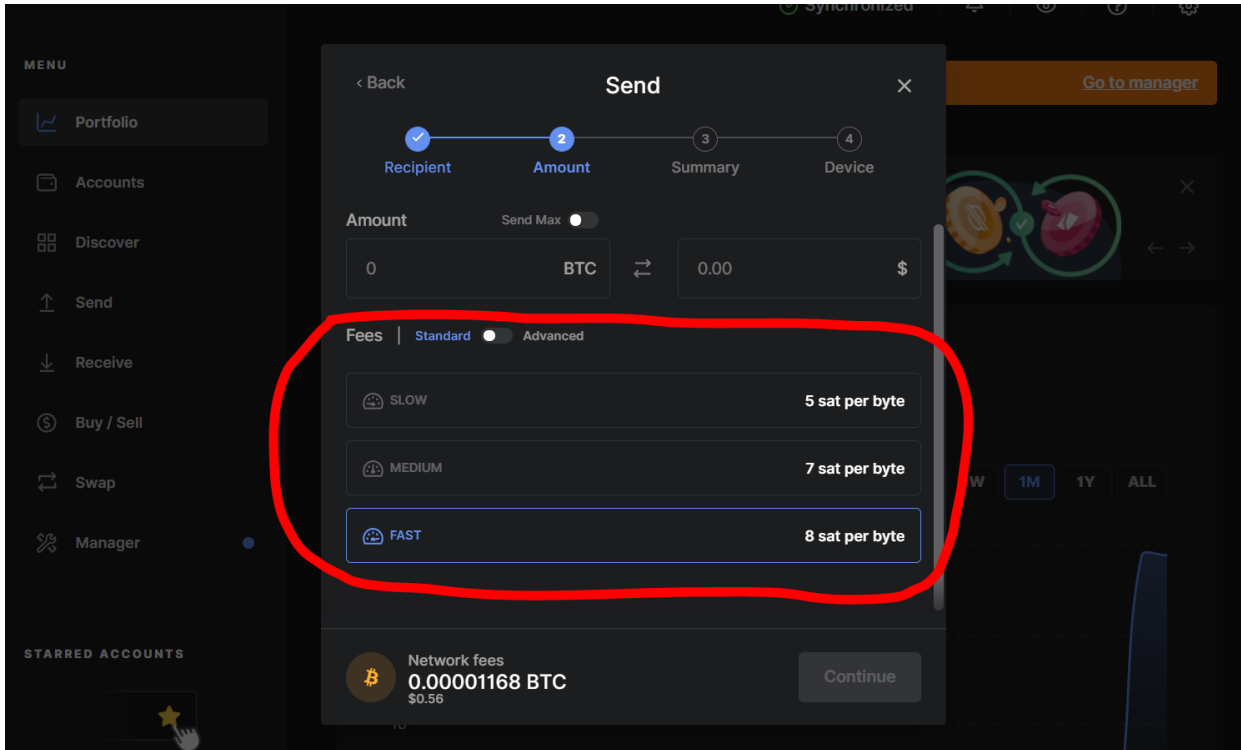 Synchronized
MENU
Go to manager
Portfolio
Accounts
Discover
Send
Receive
Buy / Sell
Swap
Manager
STARRED ACCOUNTS
‹ Back
Send
2
3
4
Recipient
Amount
Summary
Device
Amount
Send Max
0
BTC
0.00
$
Fees | Standard
Advanced
SLOW
5 sat per byte
MEDIUM
7 sat per byte
FAST
8 sat per byte
Network fees
0.00001168 BTC
$0.56
Continue
W
1M
1Y
ALL